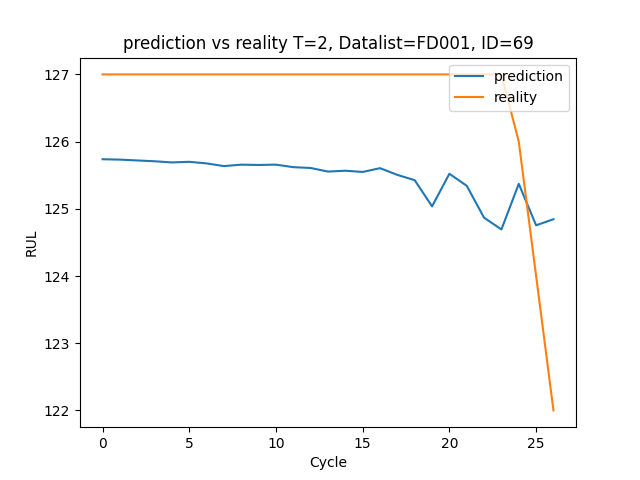 prediction vs reality T=2, Datalist=FD001, ID=69
prediction
reality
127
126
125
124
123
122
RUL
0 5 10 15 20 25
Cycle